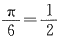 π/6 = 1/2